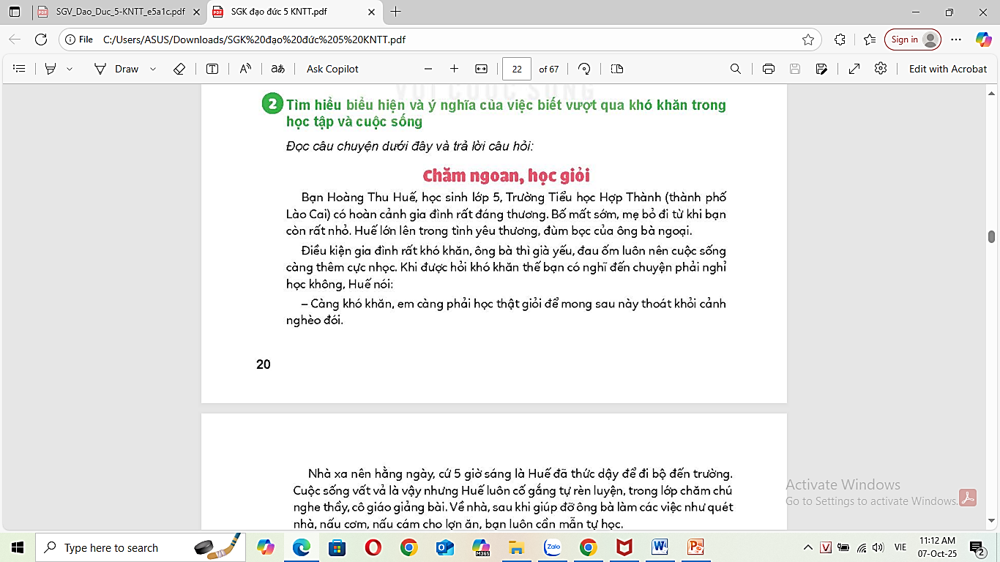 SGV_Dao_Duc_5-KNTT_e5a1c.pdf
SGK đạo đức 5 KNTT.pdf
File C:/Users/ASUS/Downloads/SGK%20đạo%20đức%205%20KNTT.pdf
Sign in
Draw
Ask Copilot
22 of 67
Edit with Acrobat
VỚI CUỘC SỐNG
2 Tìm hiểu biểu hiện và ý nghĩa của việc biết vượt qua khó khăn trong
học tập và cuộc sống
Đọc câu chuyện dưới đây và trả lời câu hỏi:
Chăm ngoan, học giỏi
Bạn Hoàng Thu Huế, học sinh lớp 5, Trường Tiểu học Hợp Thành (thành phố
Lào Cai) có hoàn cảnh gia đình rất đáng thương. Bố mất sớm, mẹ bỏ đi từ khi bạn
còn rất nhỏ. Huế lớn lên trong tình yêu thương, đùm bọc của ông bà ngoại.
Điều kiện gia đình rất khó khăn, ông bà thì già yếu, đau ốm luôn nên cuộc sống
càng thêm cực nhọc. Khi được hỏi khó khăn thế bạn có nghĩ đến chuyện phải nghỉ
học không, Huế nói:
– Càng khó khăn, em càng phải học thật giỏi để mong sau này thoát khỏi cảnh
nghèo đói.
20
Nhà xa nên hằng ngày, cứ 5 giờ sáng là Huế đã thức dậy để đi bộ đến trường.
Cuộc sống vất vả là vậy nhưng Huế luôn cố gắng tự rèn luyện, trong lớp chăm chú
nghe thầy, cô giáo giảng bài. Về nhà, sau khi giúp đỡ ông bà làm các việc như quét
nhà, nấu cơm, nấu cám cho lợn ăn, bạn luôn cần mẫn tự học.
Activate Windows
Go to Settings to activate Windows.
Type here to search
M365
Zalo
VIE
11:12 AM
07-Oct-25
2